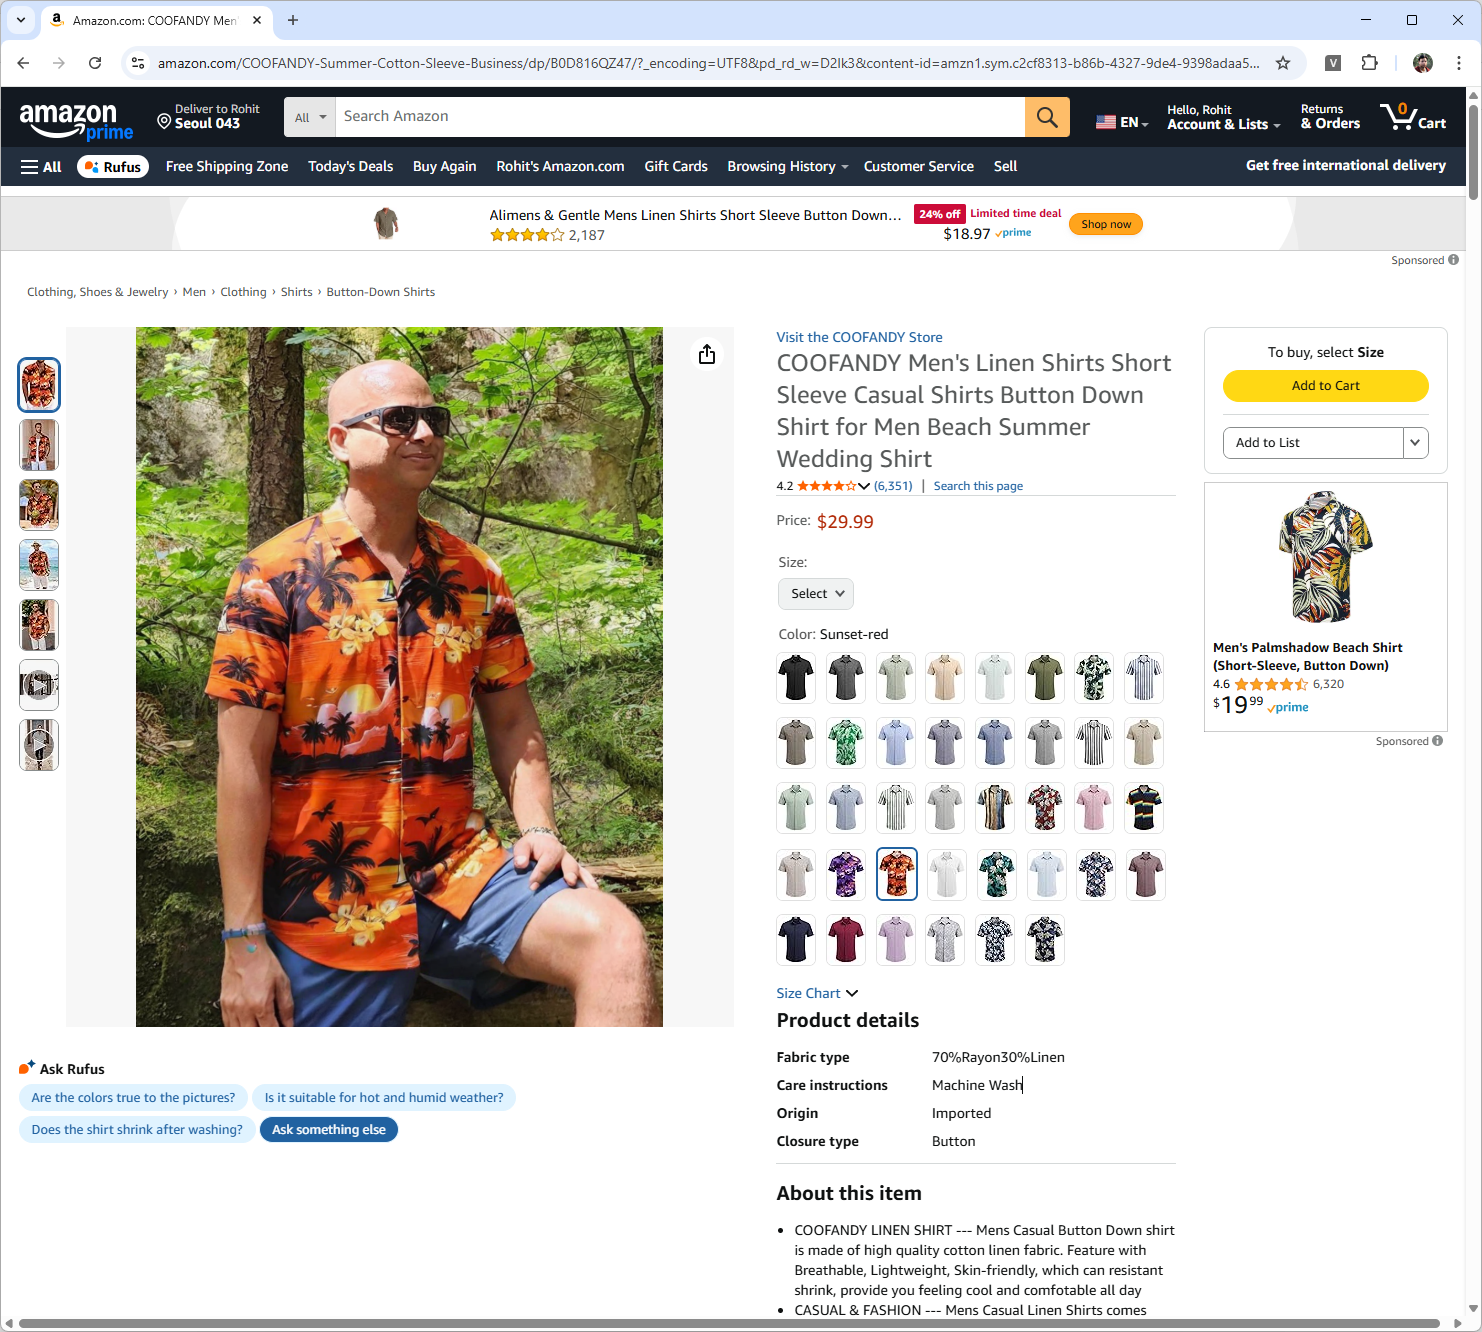 Amazon.com: COOFANDY Men
amazon.com/COOFANDY-Summer-Cotton-Sleeve-Business/dp/B0D816QZ47/?_encoding=UTF8&pd_rd_w=D2Ik3&content-id=amzn1.sym.c2cf8313-b86b-4327-9de4-9398adaa5...
V
amazon
prime
Deliver to Rohit
Seoul 043
All
Search Amazon
EN
Hello, Rohit
Account & Lists
Returns
& Orders
0
Cart
All
Rufus
Free Shipping Zone
Today's Deals
Buy Again
Rohit's Amazon.com
Gift Cards
Browsing History
Customer Service
Sell
Get free international delivery
Alimens & Gentle Mens Linen Shirts Short Sleeve Button Down...
2,187
24% off Limited time deal
$18.97 prime
Shop now
Sponsored
Clothing, Shoes & Jewelry › Men › Clothing › Shirts › Button-Down Shirts
Visit the COOFANDY Store
COOFANDY Men's Linen Shirts Short
Sleeve Casual Shirts Button Down
Shirt for Men Beach Summer
Wedding Shirt
4.2 (6,351) | Search this page
Price: $29.99
Size:
Select
Color: Sunset-red
Size Chart
Product details
Fabric type 70%Rayon30%Linen
Care instructions Machine Wash
Origin Imported
Closure type Button
About this item
• COOFANDY LINEN SHIRT --- Mens Casual Button Down shirt
is made of high quality cotton linen fabric. Feature with
Breathable, Lightweight, Skin-friendly, which can resistant
shrink, provide you feeling cool and comfotable all day
• CASUAL & FASHION --- Mens Casual Linen Shirts comes
To buy, select Size
Add to Cart
Add to List
Men's Palmshadow Beach Shirt
(Short-Sleeve, Button Down)
4.6 6,320
$19 99 prime
Sponsored
Ask Rufus
Are the colors true to the pictures?
Is it suitable for hot and humid weather?
Does the shirt shrink after washing?
Ask something else